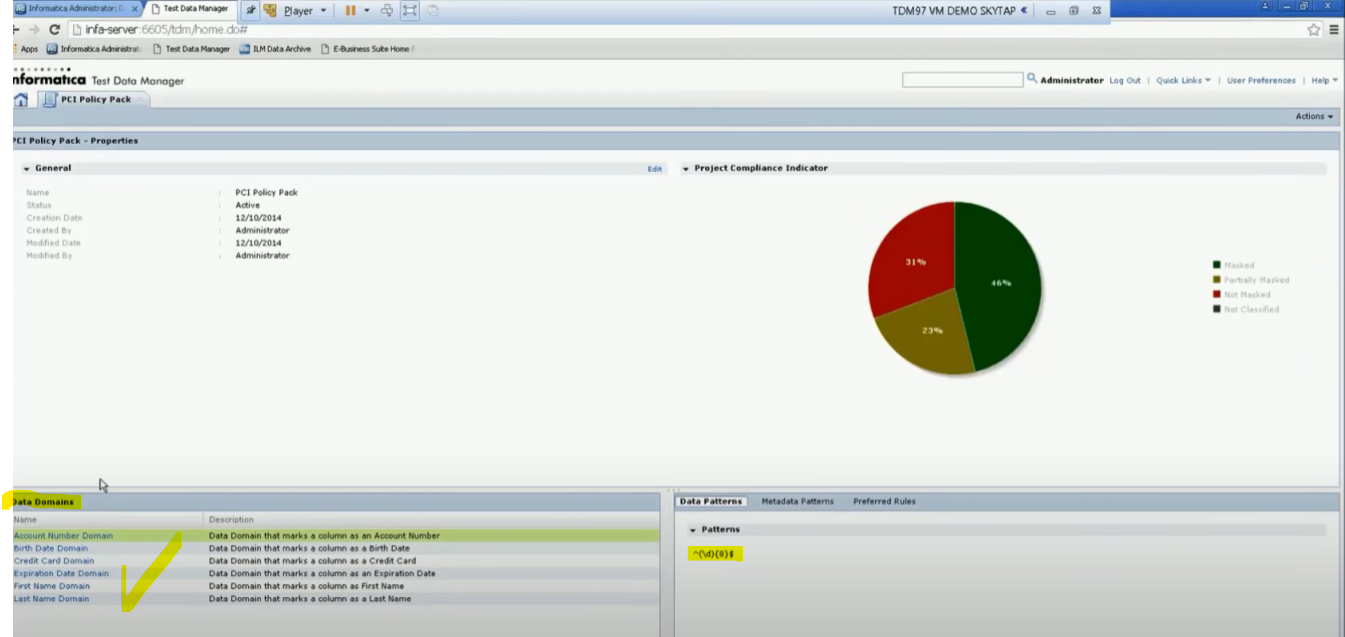 Informatica Administrator: D x Test Data Manager Player TDM97 VM DEMO SKYTAP
infa-server:6605/tdm/home.do#
Apps Informatica Administrat: Test Data Manager ILM Data Archive E-Business Suite Home
nformatica Test Data Manager Administrator Log Out | Quick Links | User Preferences | Help
PCI Policy Pack
Actions
PCI Policy Pack - Properties
General Edit Project Compliance Indicator
Name : PCI Policy Pack
Status : Active
Creation Date : 12/10/2014
Created By : Administrator
Modified Date : 12/10/2014
Modified By : Administrator
31%
46%
23%
Masked
Partially Masked
Not Masked
Not Classified
Data Domains Data Patterns Metadata Patterns Preferred Rules
Name Description
Patterns
Account Number Domain Data Domain that marks a column as an Account Number
Birth Date Domain Data Domain that marks a column as a Birth Date
^(\d){8}$
Credit Card Domain Data Domain that marks a column as a Credit Card
Expiration Date Domain Data Domain that marks a column as an Expiration Date
First Name Domain Data Domain that marks a column as First Name
Last Name Domain Data Domain that marks a column as a Last Name